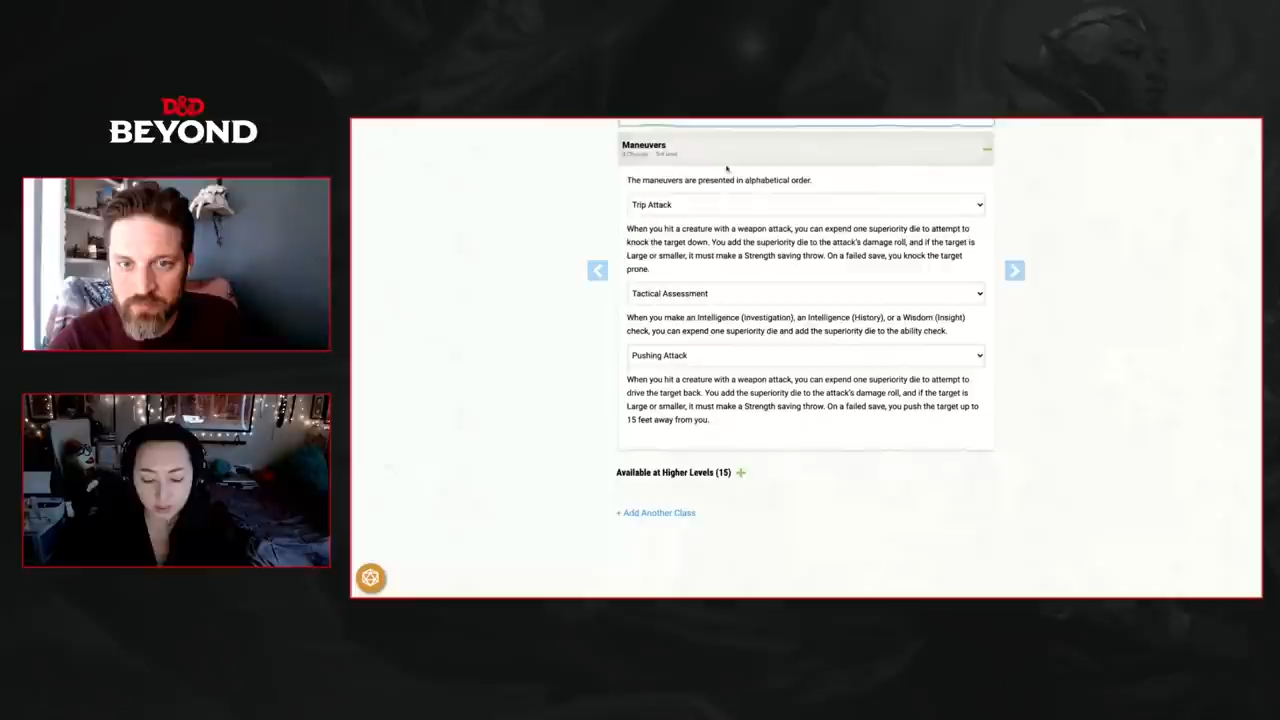 D&D
BEYOND
Maneuvers
3 Choices 3rd Level
The maneuvers are presented in alphabetical order.
Trip Attack
When you hit a creature with a weapon attack, you can expend one superiority die to attempt to
knock the target down. You add the superiority die to the attack's damage roll, and if the target is
Large or smaller, it must make a Strength saving throw. On a failed save, you knock the target
prone.
Tactical Assessment
When you make an Intelligence (Investigation), an Intelligence (History), or a Wisdom (Insight)
check, you can expend one superiority die and add the superiority die to the ability check.
Pushing Attack
When you hit a creature with a weapon attack, you can expend one superiority die to attempt to
drive the target back. You add the superiority die to the attack's damage roll, and if the target is
Large or smaller, it must make a Strength saving throw. On a failed save, you push the target up to
15 feet away from you.
Available at Higher Levels (15)
+ Add Another Class